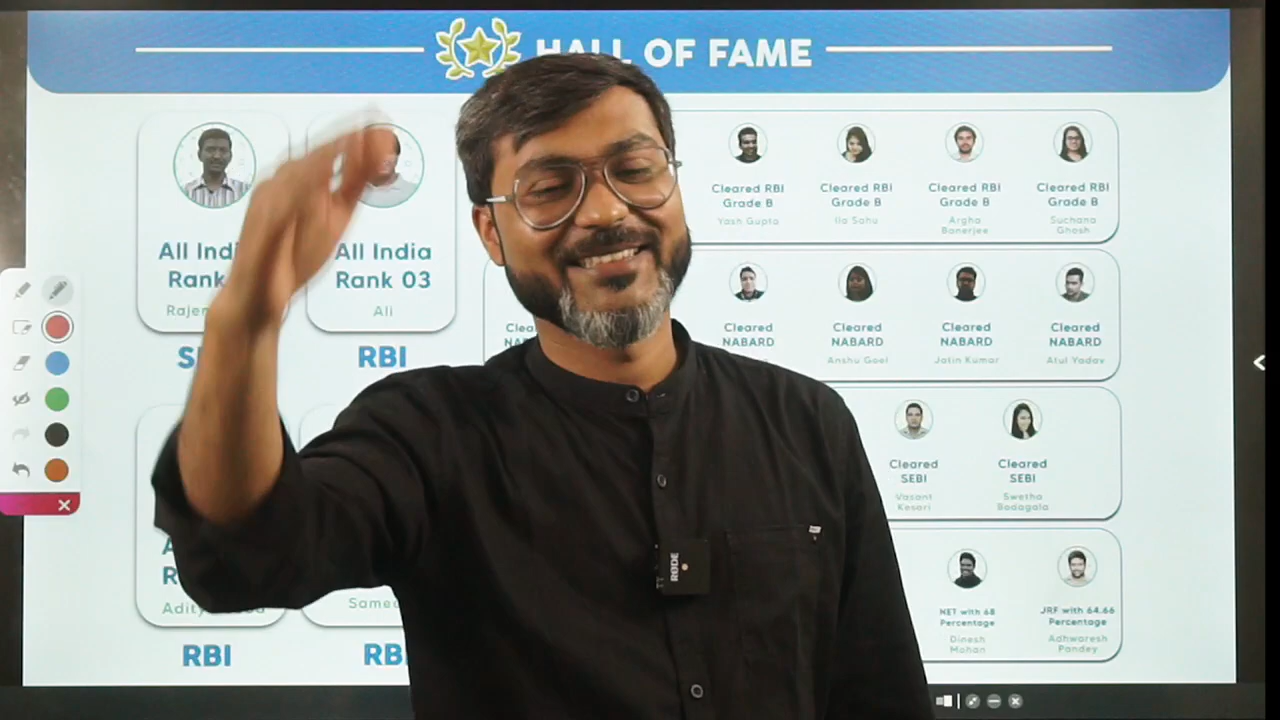 HALL OF FAME
All India
Rank
All India
Rank 03
Ali
RBI
Cleared RBI
Grade B
Yash Gupta
Cleared RBI
Grade B
Ila Sahu
Cleared RBI
Grade B
Argha
Banerjee
Cleared RBI
Grade B
Suchana
Ghosh
Cleared
NABARD
Cleared
NABARD
Anshu Goel
Cleared
NABARD
Jatin Kumar
Cleared
NABARD
Atul Yadav
Cleared
SEBI
Vasant
Kesari
Cleared
SEBI
Swetha
Badagala
NET with 68
Percentage
Dinesh
Mohan
JRF with 64.66
Percentage
Adhwaresh
Pandey
RBI
RBI
RØDE